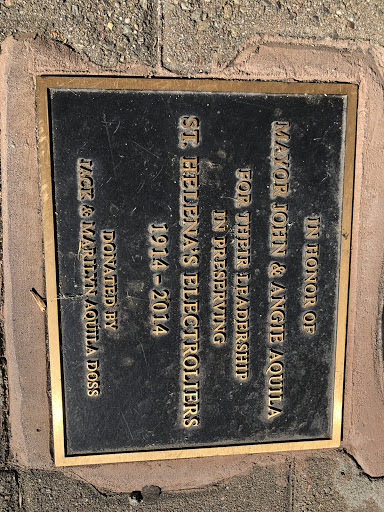 IN HONOR OF
MAYOR JOHN & ANGIE AQUILA
FOR THEIR LEADERSHIP
IN PRESERVING
ST. HELENAS ELECTROLIERS
1914-2014
DONATED BY
JACK & MARILYN AQUILA DOSS